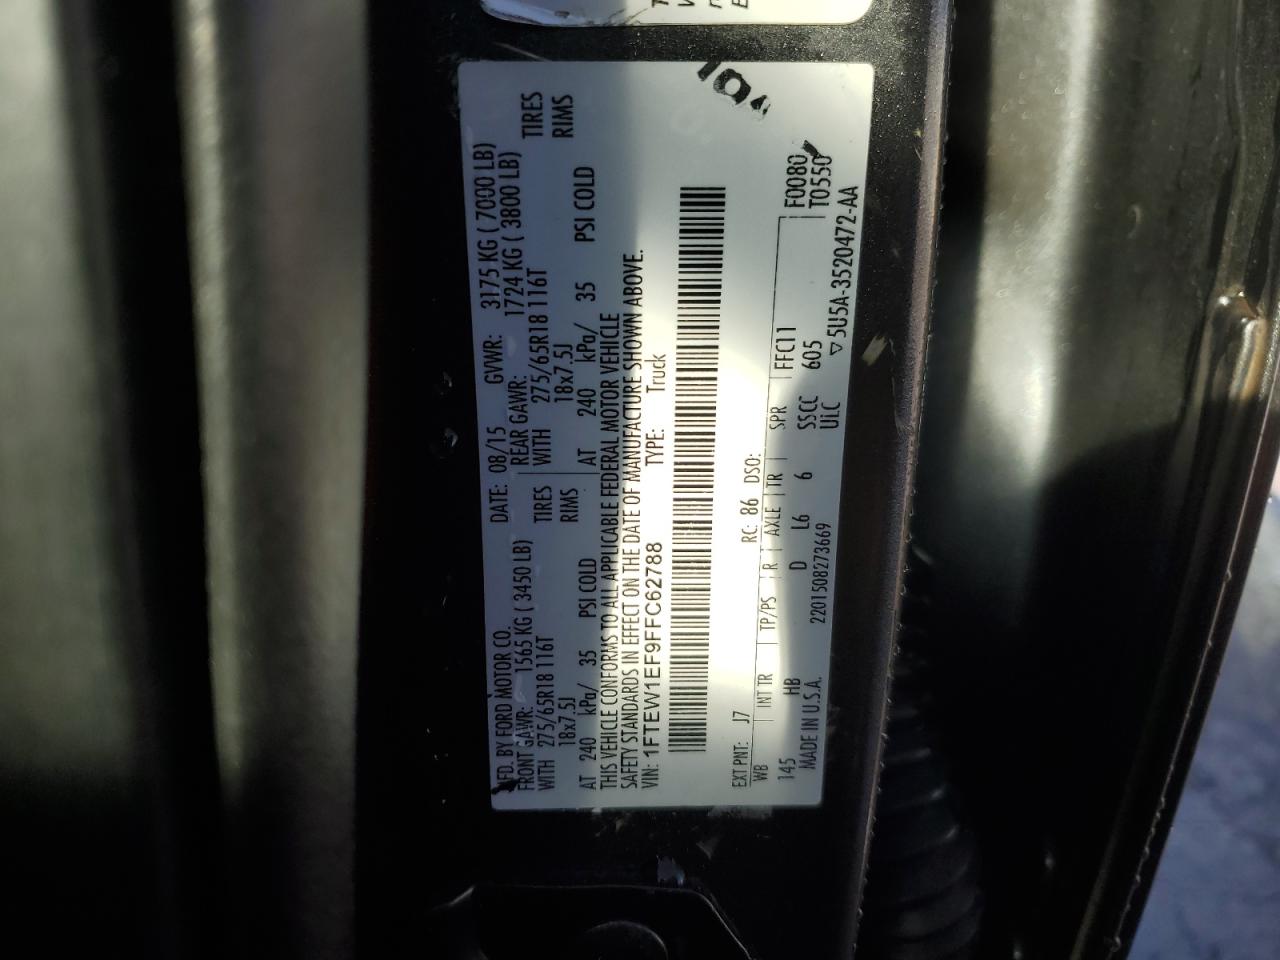 MFD. BY FORD MOTOR CO.
DATE: 08/15 GVWR: 3175 KG ( 7000 LB)
FRONT GAWR: 1565 KG ( 3450 LB)
REAR GAWR: 1724 KG ( 3800 LB)
WITH 275/65R18 116T TIRES
WITH 275/65R18 116T TIRES
18x7.5J RIMS
18x7.5J RIMS
AT 240 kPa/ 35 PSI COLD
AT 240 kPa/ 35 PSI COLD
THIS VEHICLE CONFORMS TO ALL APPLICABLE FEDERAL MOTOR VEHICLE
SAFETY STANDARDS IN EFFECT ON THE DATE OF MANUFACTURE SHOWN ABOVE.
VIN: 1FTEW1EF9FFC62788 TYPE: Truck
EXT PNT: J7 RC: 86 DSO:
WB INT TR TP/PS R AXLE TR SPR FFC11 F0080
145 HB D L6 6 SSCC 605 T0550
MADE IN U.S.A. 2201508273669 ULC
▽5U5A-3520472-AA